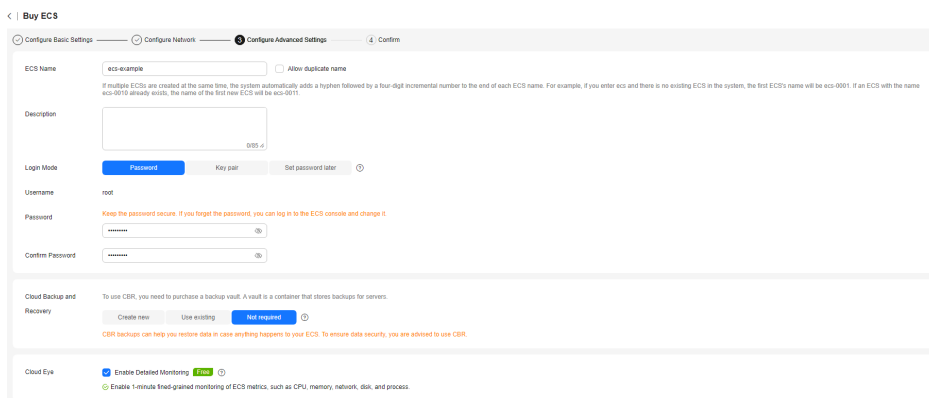 < | Buy ECS
Configure Basic Settings
Configure Network
3 Configure Advanced Settings
4 Confirm
ECS Name
ecs-example
Allow duplicate name
If multiple ECSs are created at the same time, the system automatically adds a hyphen followed by a four-digit incremental number to the end of each ECS name. For example, if you enter ecs and there is no existing ECS in the system, the first ECS's name will be ecs-0001. If an ECS with the name
ecs-0010 already exists, the name of the first new ECS will be ecs-0011.
Description
0/85
Login Mode
Password
Key pair
Set password later
Username
root
Password
Keep the password secure. If you forget the password, you can log in to the ECS console and change it.
•••••••••
Confirm Password
•••••••••
Cloud Backup and
Recovery
To use CBR, you need to purchase a backup vault. A vault is a container that stores backups for servers.
Create new
Use existing
Not required
CBR backups can help you restore data in case anything happens to your ECS. To ensure data security, you are advised to use CBR.
Cloud Eye
Enable Detailed Monitoring
Free
Enable 1-minute fined-grained monitoring of ECS metrics, such as CPU, memory, network, disk, and process.